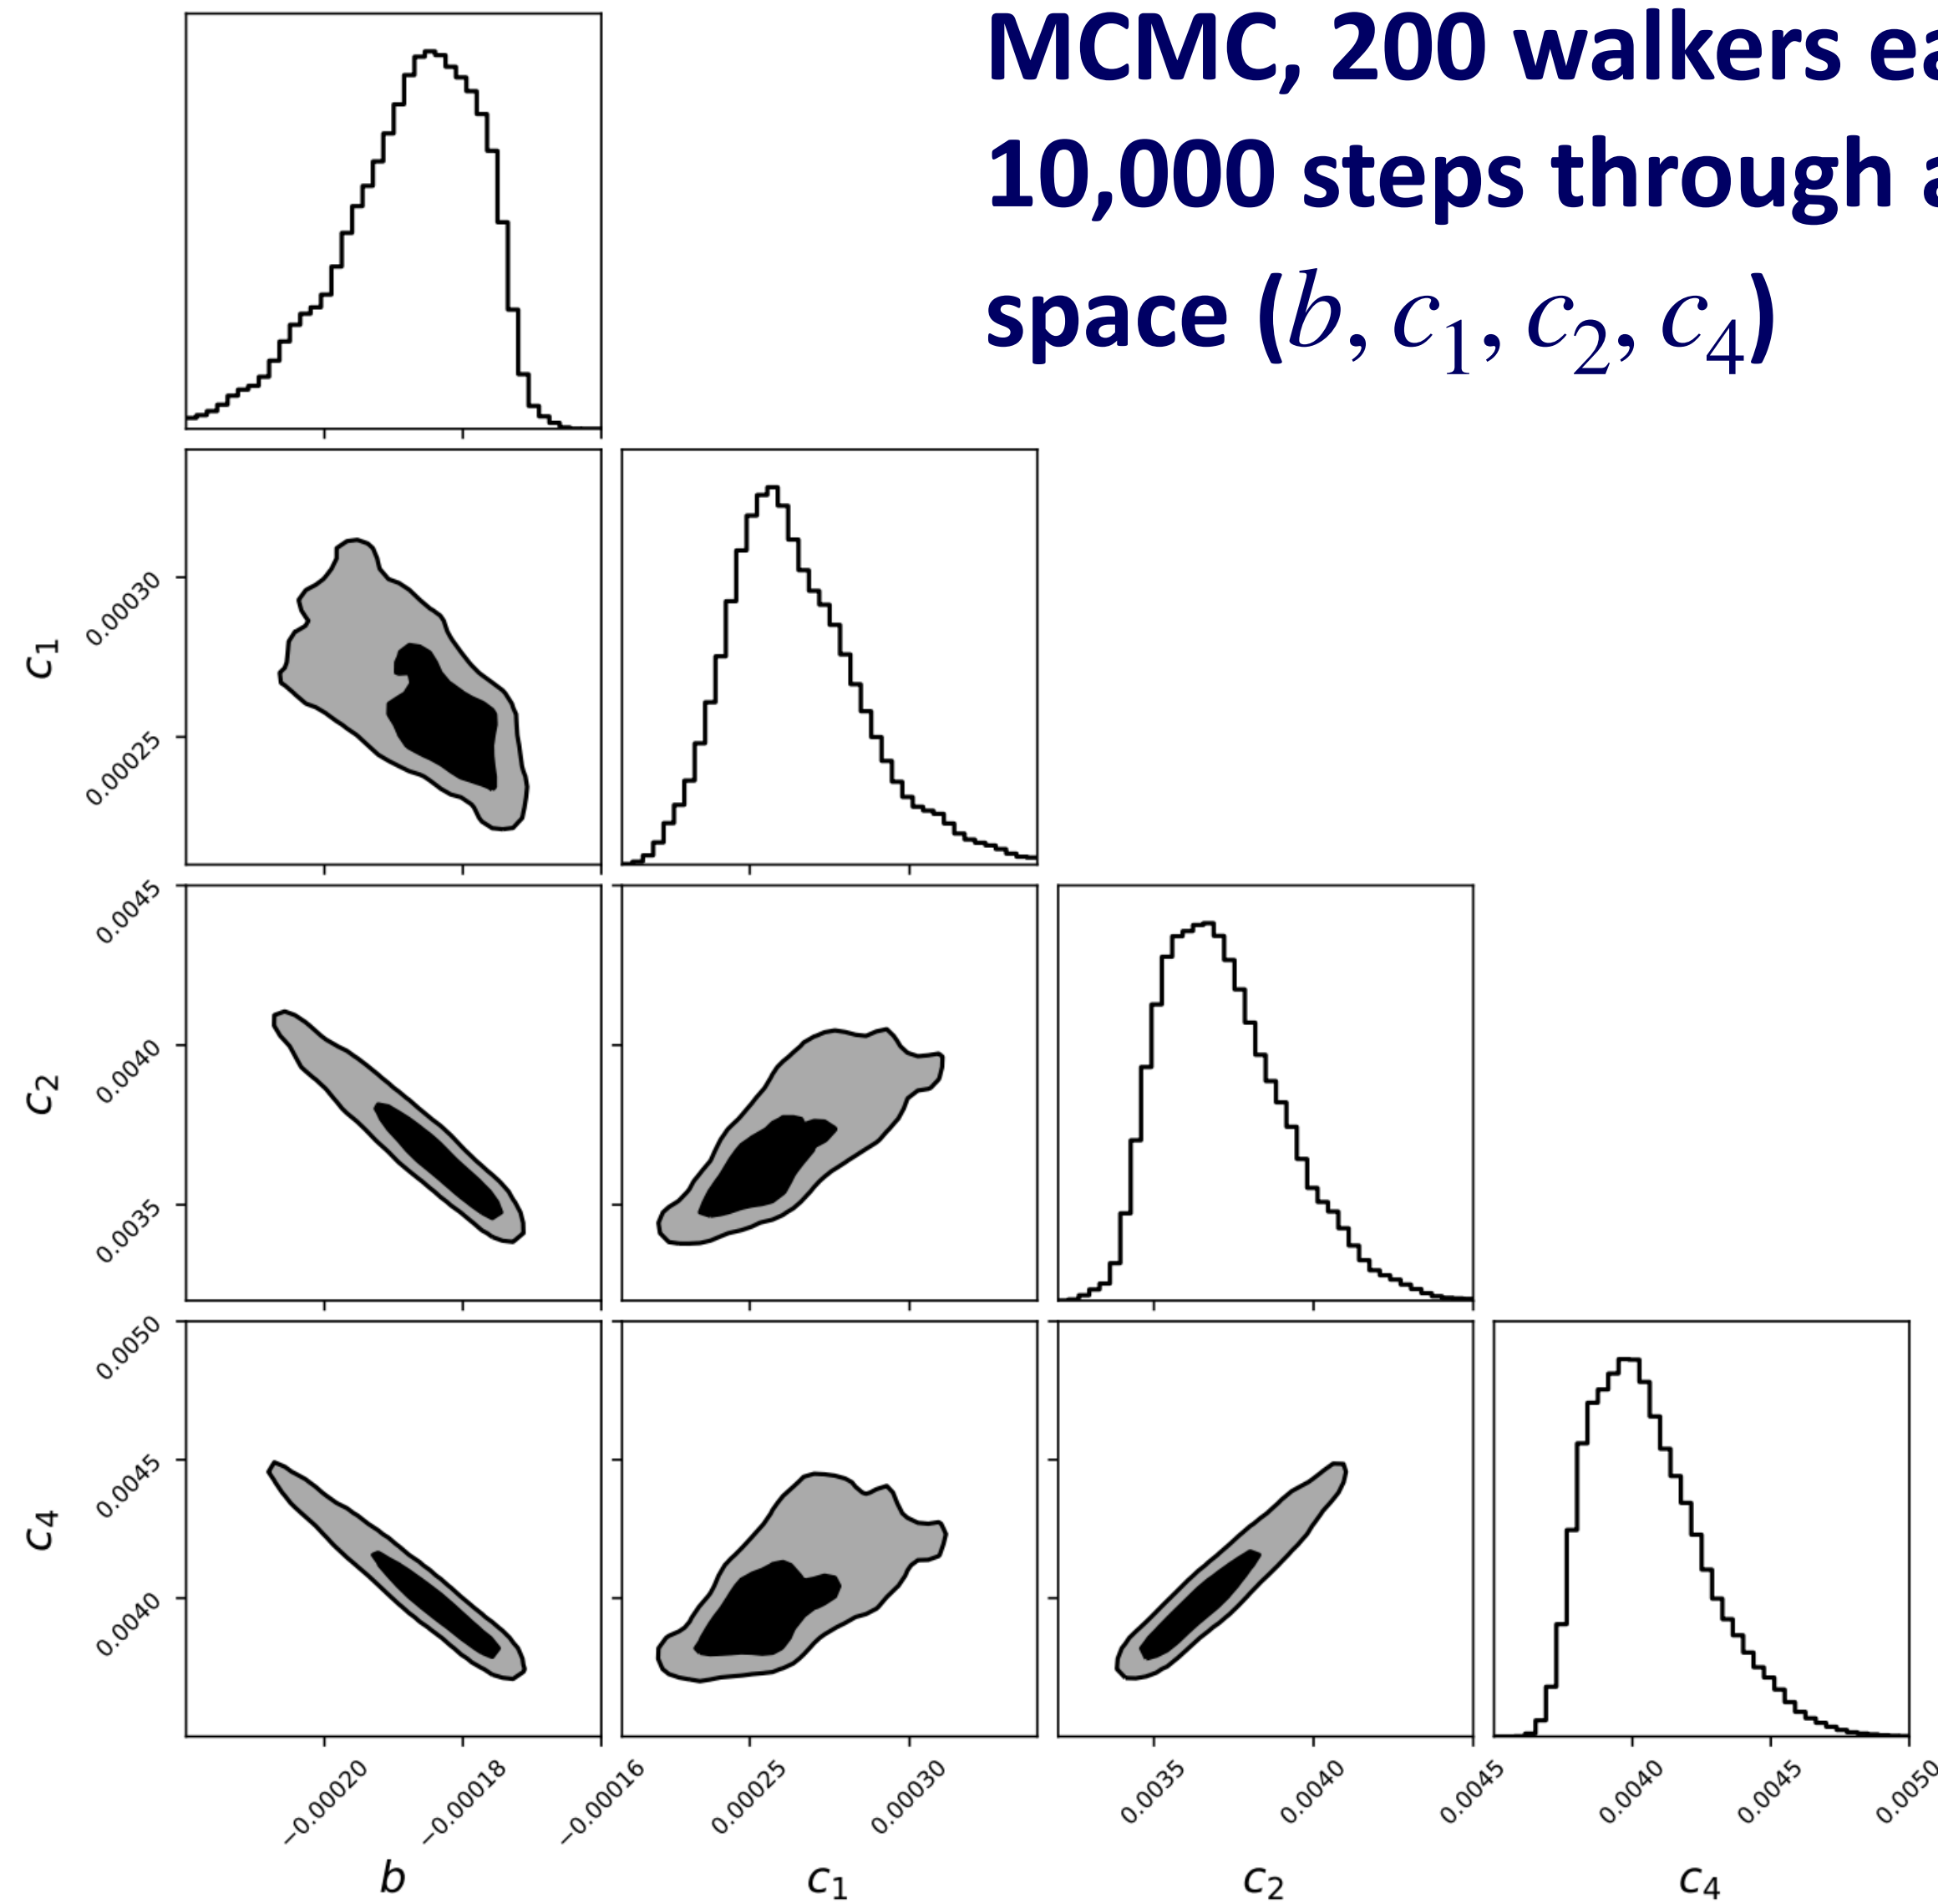 MCMC, 200 walkers ea
10,000 steps through a
space (b, c₁, c₂, c₄)
c₁
0.00030
0.00025
c₂
0.0045
0.0040
0.0035
c₄
0.0050
0.0045
0.0040
−0.00020
−0.00018
−0.00016
0.00025
0.00030
0.0035
0.0040
0.0045
0.0040
0.0045
0.0050
b
c₁
c₂
c₄